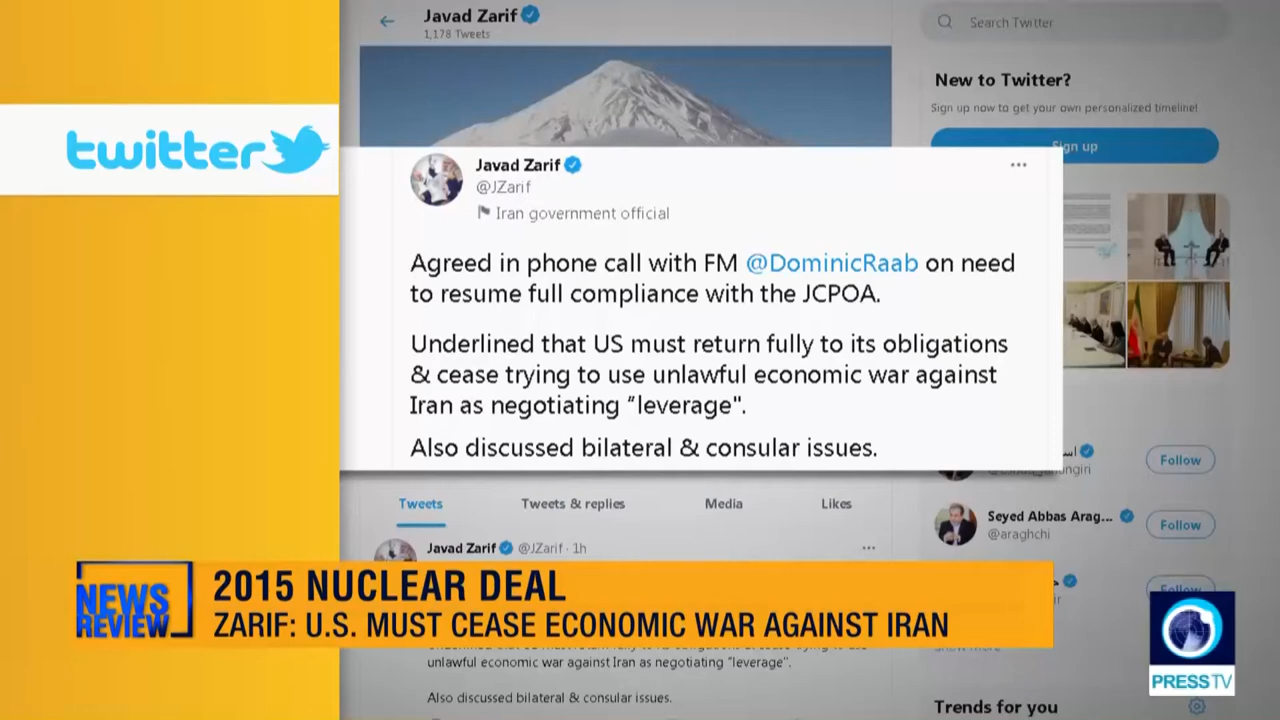 Javad Zarif
1,178 Tweets
Search Twitter
New to Twitter?
Sign up now to get your own personalized timeline!
Sign up
twitter
Javad Zarif
@JZarif
Iran government official
Agreed in phone call with FM @DominicRaab on need
to resume full compliance with the JCPOA.
Underlined that US must return fully to its obligations
& cease trying to use unlawful economic war against
Iran as negotiating "leverage".
Also discussed bilateral & consular issues.
Follow
Tweets Tweets & replies Media Likes
Seyed Abbas Arag...
@araghchi
Follow
Javad Zarif @JZarif · 1h
Follow
NEWS
REVIEW
2015 NUCLEAR DEAL
ZARIF: U.S. MUST CEASE ECONOMIC WAR AGAINST IRAN
unlawful economic war against Iran as negotiating "leverage".
Also discussed bilateral & consular issues.
PRESSTV
Trends for you